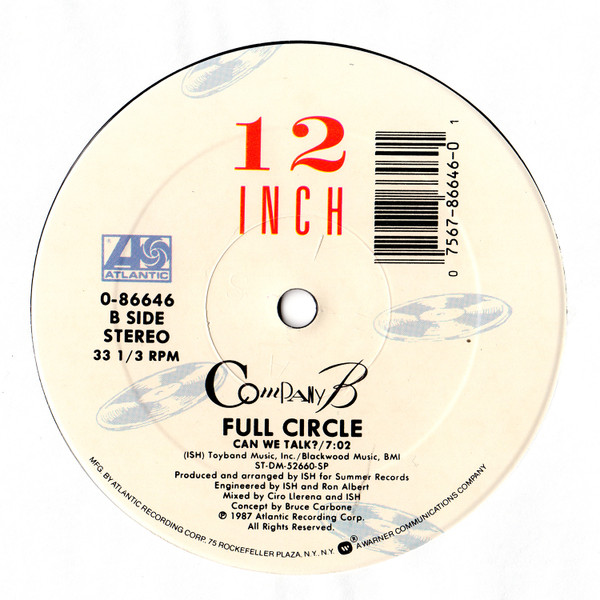 12
INCH
0 7567-86646-0 1
ATLANTIC
0-86646
B SIDE
STEREO
33 1/3 RPM
Company B
FULL CIRCLE
CAN WE TALK?/7:02
(ISH) Toyband Music, Inc./Blackwood Music, BMI
ST-DM-52660-SP
Produced and arranged by ISH for Summer Records
Engineered by ISH and Ron Albert
Mixed by Ciro Llerena and ISH
Concept by Bruce Carbone
℗ 1987 Atlantic Recording Corp.
All Rights Reserved.
MFG. BY ATLANTIC RECORDING CORP. 75 ROCKEFELLER PLAZA, N.Y. N.Y. W ® A WARNER COMMUNICATIONS COMPANY